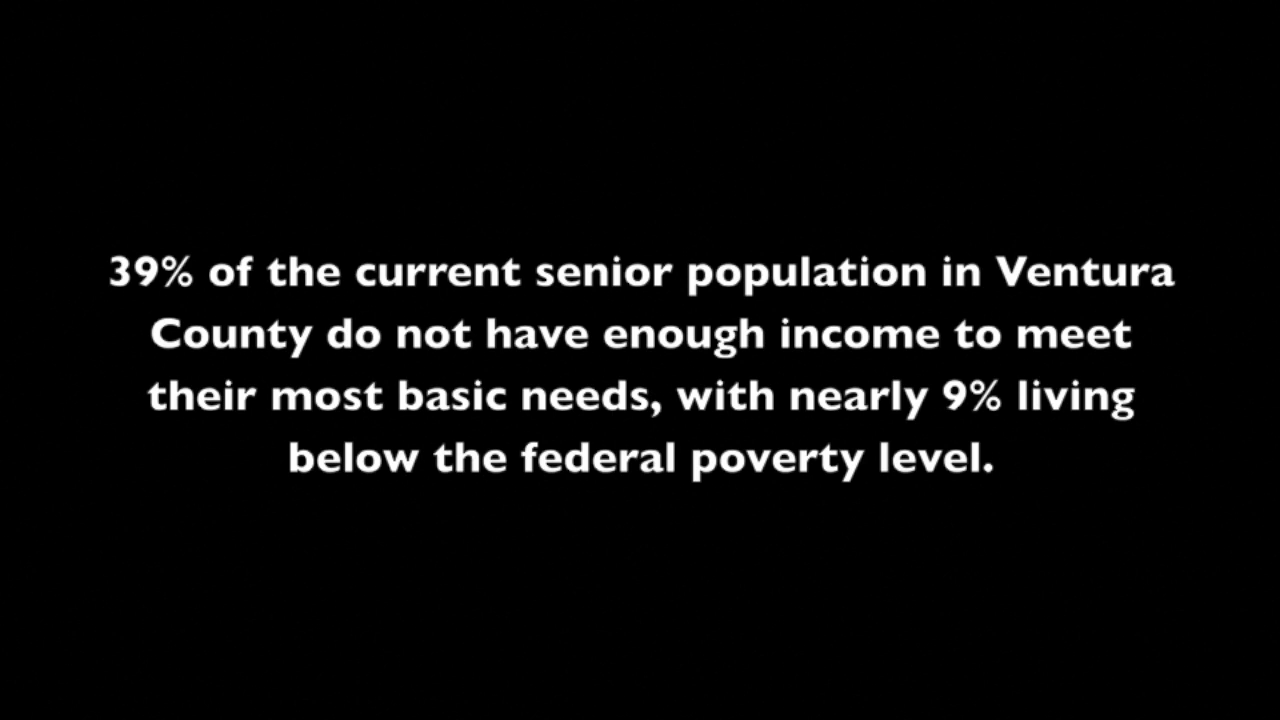 39% of the current senior population in Ventura
County do not have enough income to meet
their most basic needs, with nearly 9% living
below the federal poverty level.